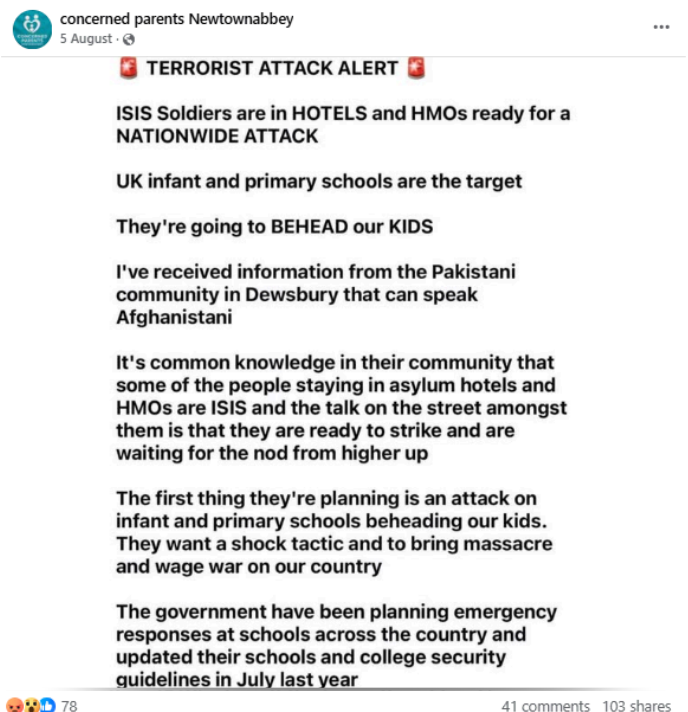 concerned parents Newtownabbey
5 August ·
🚨 TERRORIST ATTACK ALERT 🚨
ISIS Soldiers are in HOTELS and HMOs ready for a
NATIONWIDE ATTACK
UK infant and primary schools are the target
They're going to BEHEAD our KIDS
I've received information from the Pakistani
community in Dewsbury that can speak
Afghanistani
It's common knowledge in their community that
some of the people staying in asylum hotels and
HMOs are ISIS and the talk on the street amongst
them is that they are ready to strike and are
waiting for the nod from higher up
The first thing they're planning is an attack on
infant and primary schools beheading our kids.
They want a shock tactic and to bring massacre
and wage war on our country
The government have been planning emergency
responses at schools across the country and
updated their schools and college security
guidelines in July last year
78
41 comments 103 shares